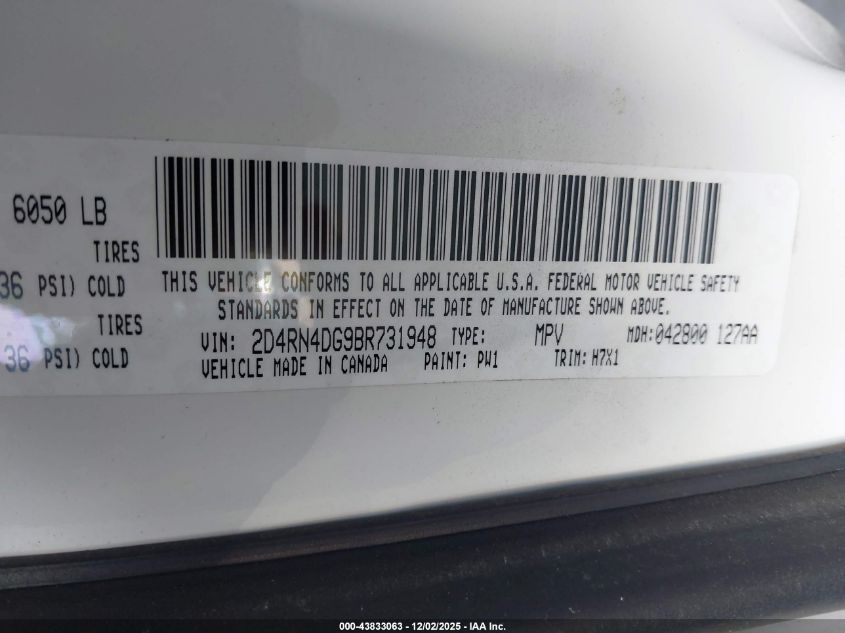 6050 LB
TIRES
36 PSI) COLD
THIS VEHICLE CONFORMS TO ALL APPLICABLE U.S.A. FEDERAL MOTOR VEHICLE SAFETY
STANDARDS IN EFFECT ON THE DATE OF MANUFACTURE SHOWN ABOVE.
TIRES
36 PSI) COLD
VIN: 2D4RN4DG9BR731948 TYPE: MPV MDH: 042800 127AA
VEHICLE MADE IN CANADA PAINT: PW1 TRIM: H7X1
000-43833063 - 12/02/2025 - IAA Inc.